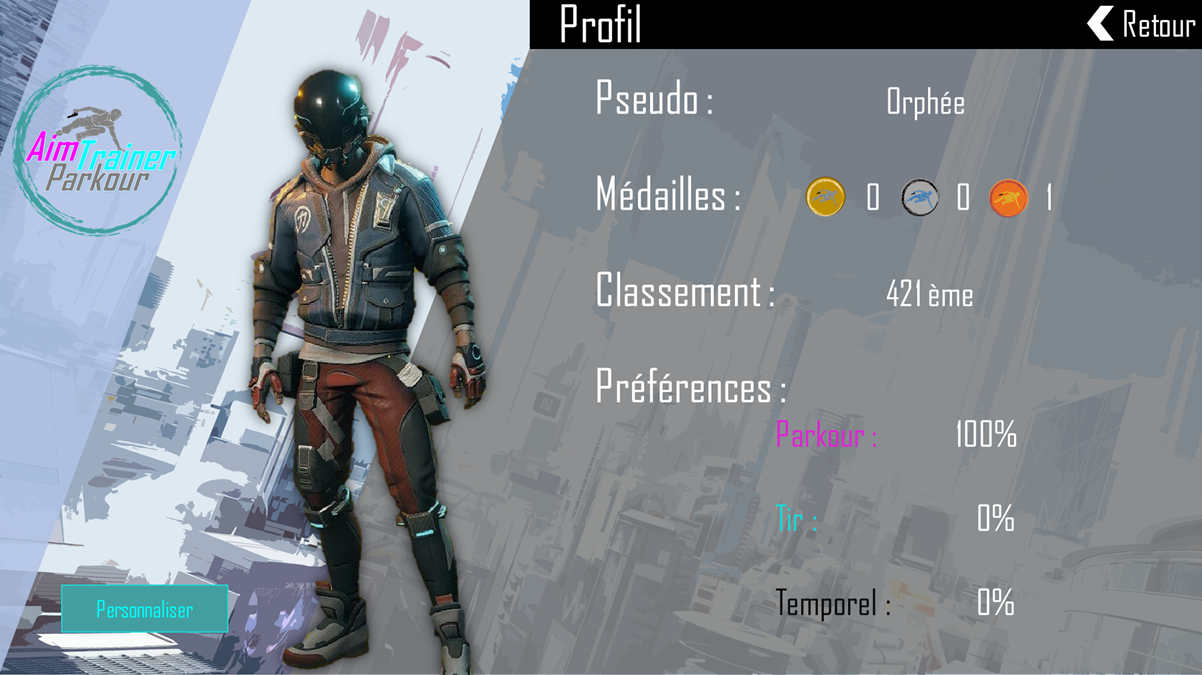 Profil
Retour
AimTrainer
Parkour
Pseudo : Orphée
Médailles : 0 0 1
Classement : 421 ème
Préférences :
Parkour : 100%
Tir : 0%
Temporel : 0%
Personnaliser